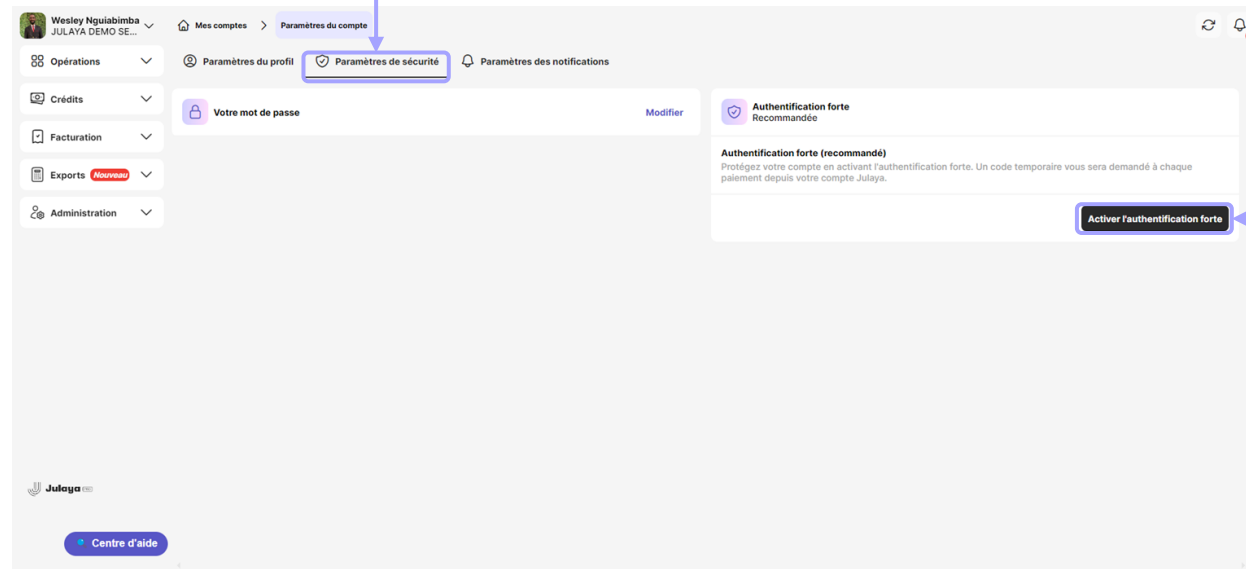 Wesley Nguiabimba
JULAYA DEMO SE...
Mes comptes > Paramètres du compte
Opérations
Paramètres du profil
Paramètres de sécurité
Paramètres des notifications
Crédits
Facturation
Exports Nouveau
Administration
Votre mot de passe
Modifier
Authentification forte
Recommandée
Authentification forte (recommandé)
Protégez votre compte en activant l'authentification forte. Un code temporaire vous sera demandé à chaque
paiement depuis votre compte Julaya.
Activer l'authentification forte
Julaya
Centre d'aide